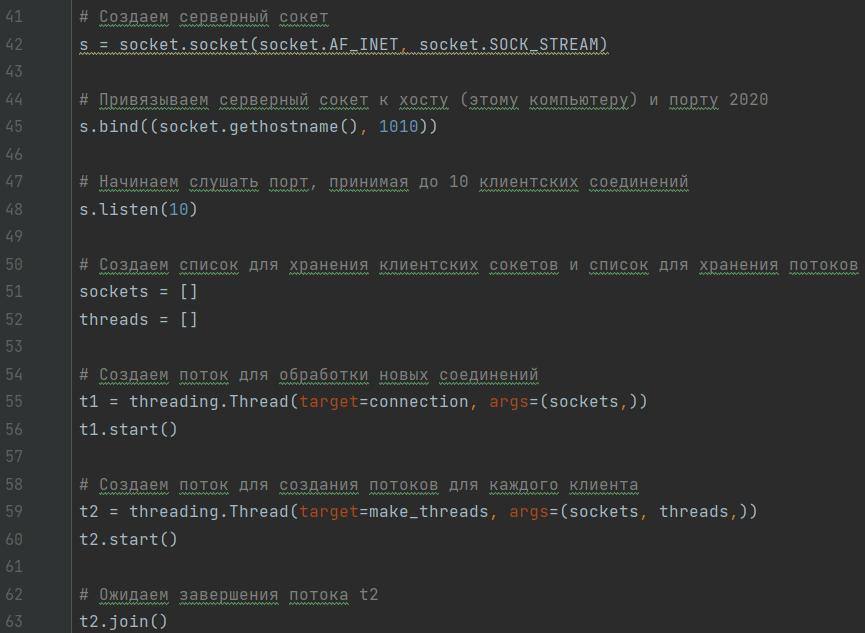 41 # Создаем серверный сокет
42 s = socket.socket(socket.AF_INET, socket.SOCK_STREAM)
43
44 # Привязываем серверный сокет к хосту (этому компьютеру) и порту 2020
45 s.bind((socket.gethostname(), 1010))
46
47 # Начинаем слушать порт, принимая до 10 клиентских соединений
48 s.listen(10)
49
50 # Создаем список для хранения клиентских сокетов и список для хранения потоков
51 sockets = []
52 threads = []
53
54 # Создаем поток для обработки новых соединений
55 t1 = threading.Thread(target=connection, args=(sockets,))
56 t1.start()
57
58 # Создаем поток для создания потоков для каждого клиента
59 t2 = threading.Thread(target=make_threads, args=(sockets, threads,))
60 t2.start()
61
62 # Ожидаем завершения потока t2
63 t2.join()